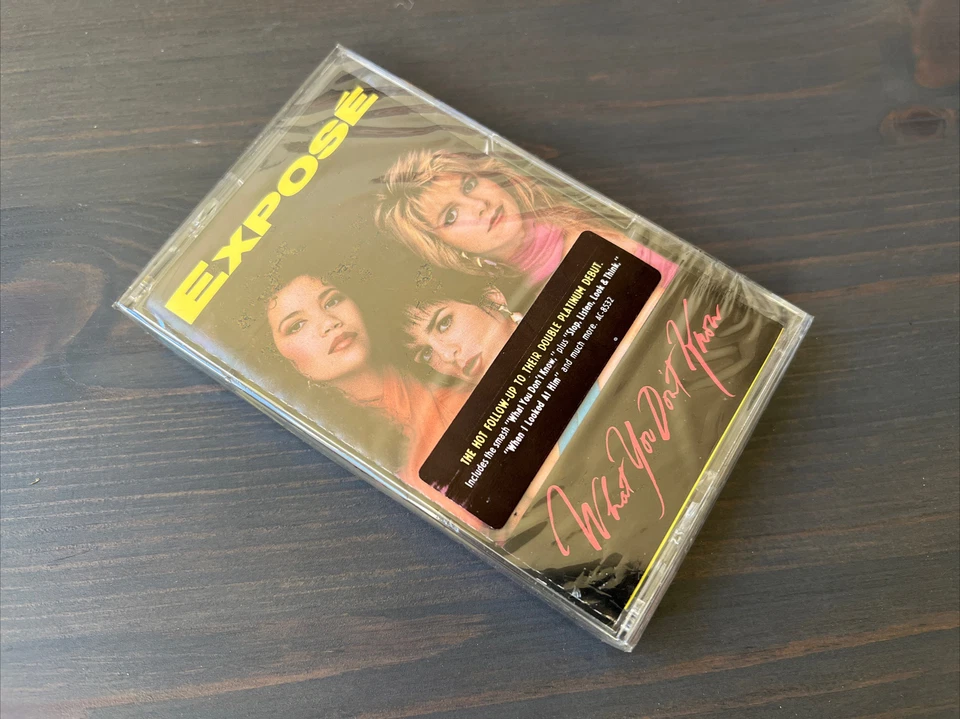 EXPOSÉ
THE HOT FOLLOW-UP TO THEIR DOUBLE PLATINUM DEBUT.
Includes the smash "What You Don't Know," plus "Stop, Listen, Look & Think,"
"When I Looked At Him" and much more. AC-8532
What You Don't Know